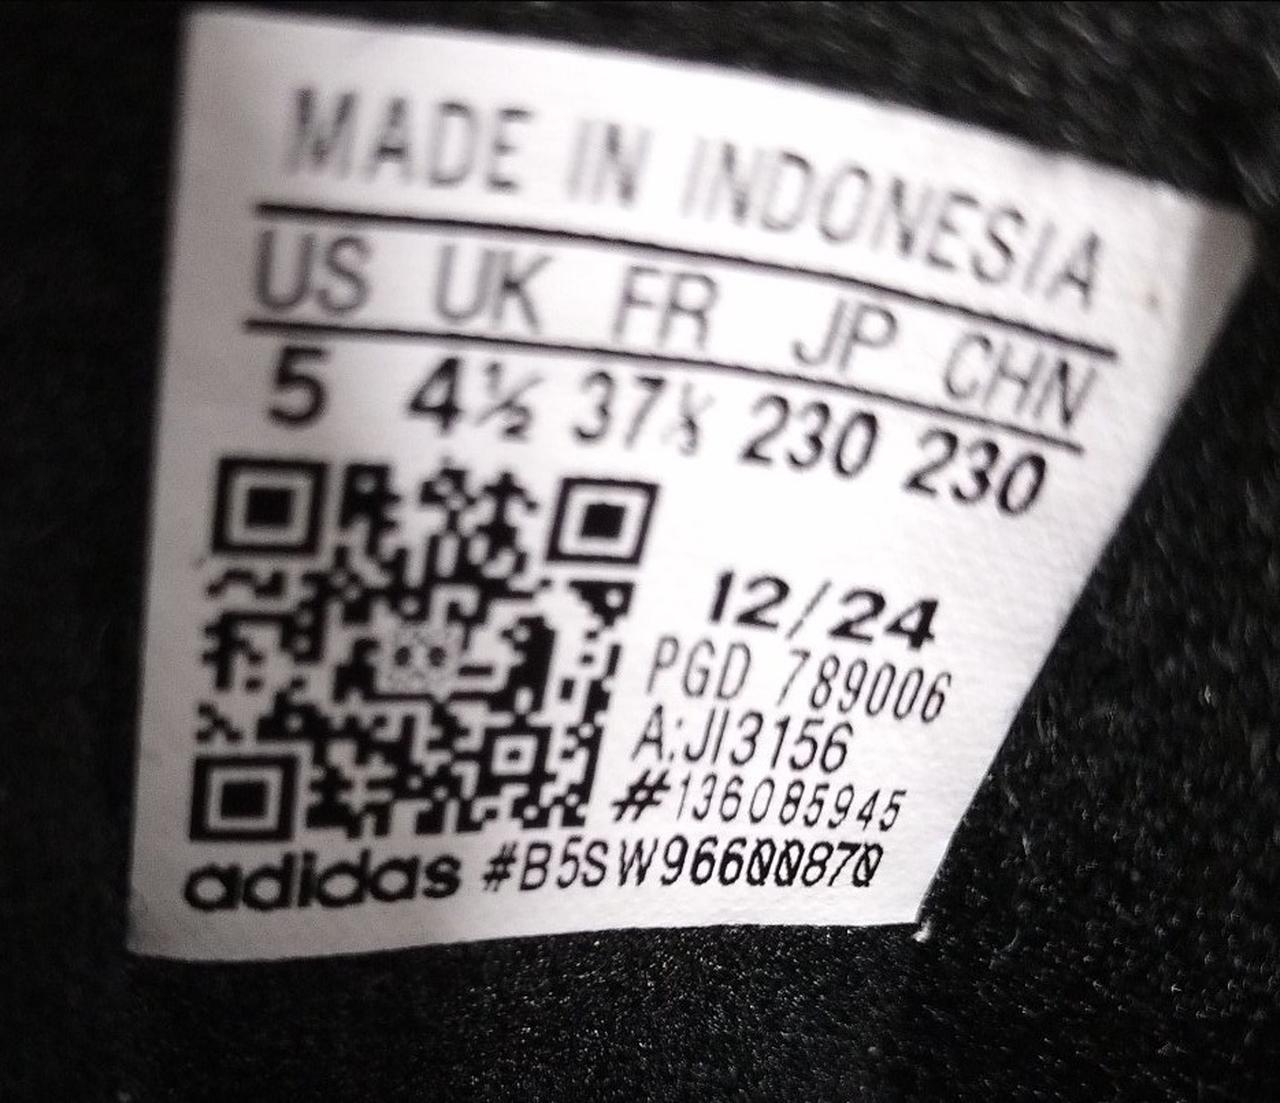 MADE IN INDONESIA
US UK FR JP CHN
5 4½ 37⅓ 230 230
12/24
PGD 789006
A:JI3156
#136085945
adidas #B5SW96600870